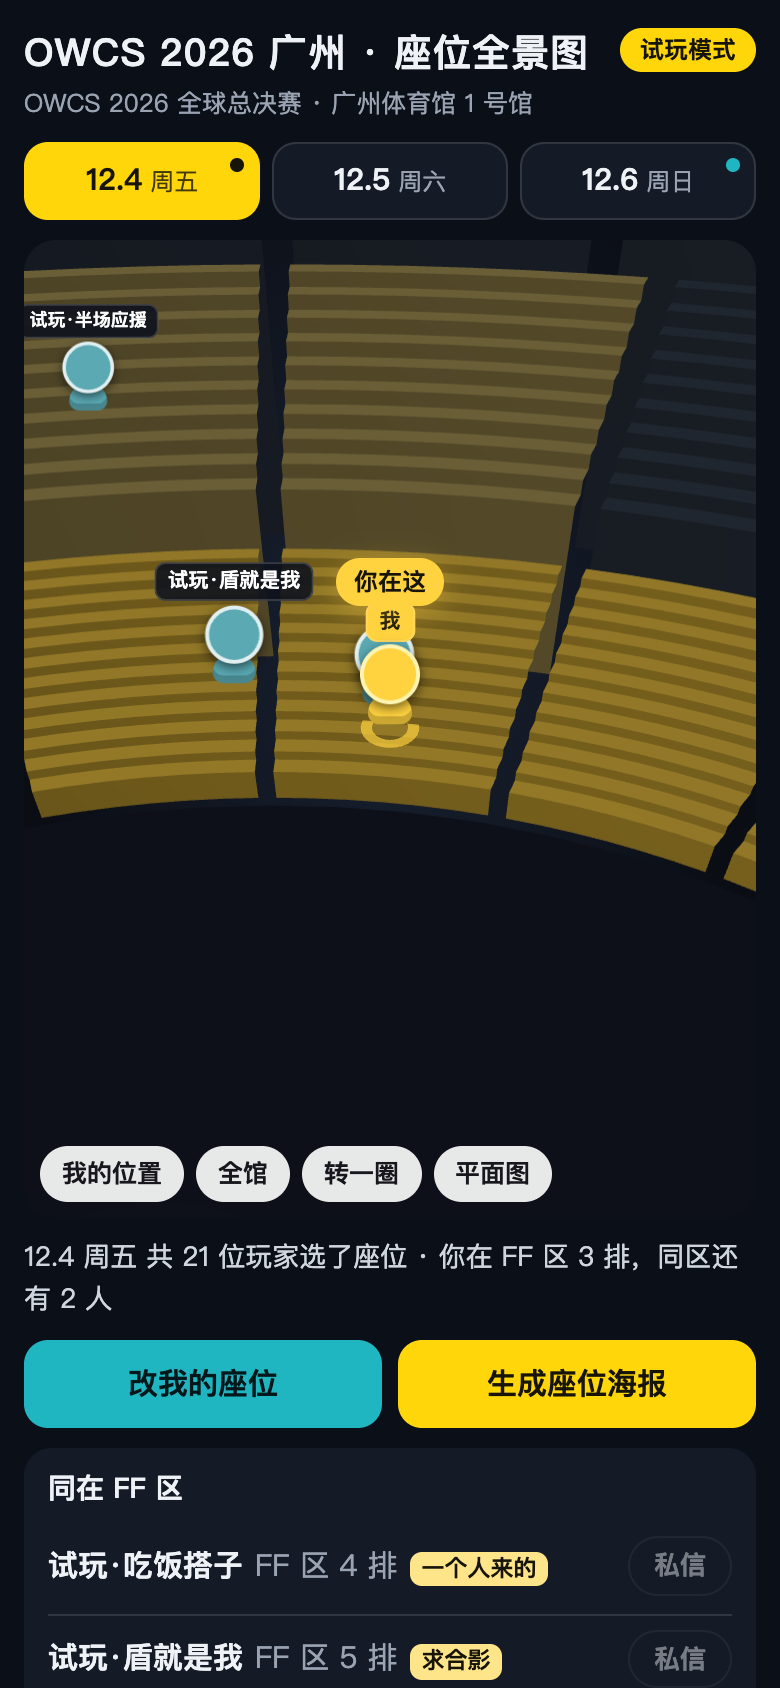 OWCS 2026 广州 · 座位全景图
试玩模式
OWCS 2026 全球总决赛 · 广州体育馆 1 号馆
12.4 周五
12.5 周六
12.6 周日
试玩·半场应援
试玩·盾就是我
你在这
我
我的位置
全馆
转一圈
平面图
12.4 周五 共 21 位玩家选了座位 · 你在 FF 区 3 排，同区还
有 2 人
改我的座位
生成座位海报
同在 FF 区
试玩·吃饭搭子 FF 区 4 排 一个人来的 私信
试玩·盾就是我 FF 区 5 排 求合影 私信